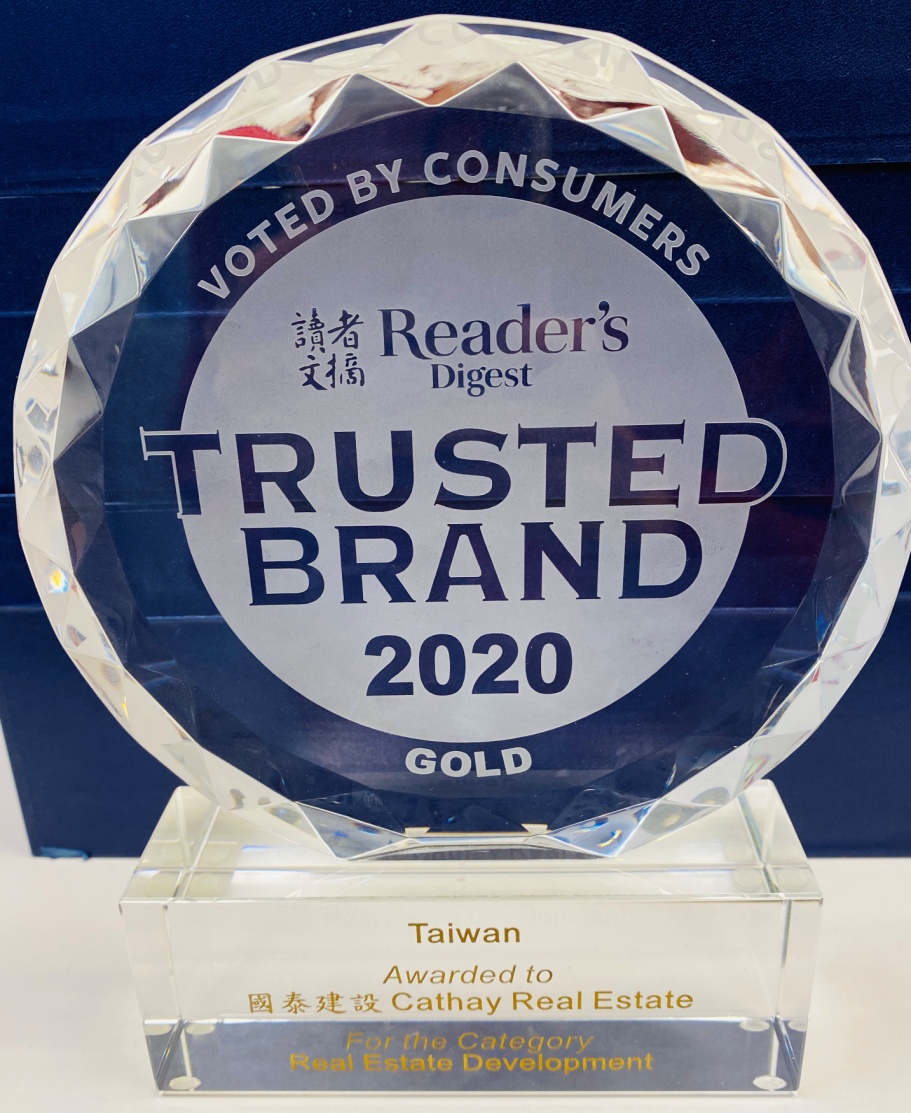 VOTED BY CONSUMERS
讀者
文摘
Reader's
Digest
TRUSTED
BRAND
2020
GOLD
Taiwan
Awarded to
國泰建設 Cathay Real Estate
For the Category
Real Estate Development